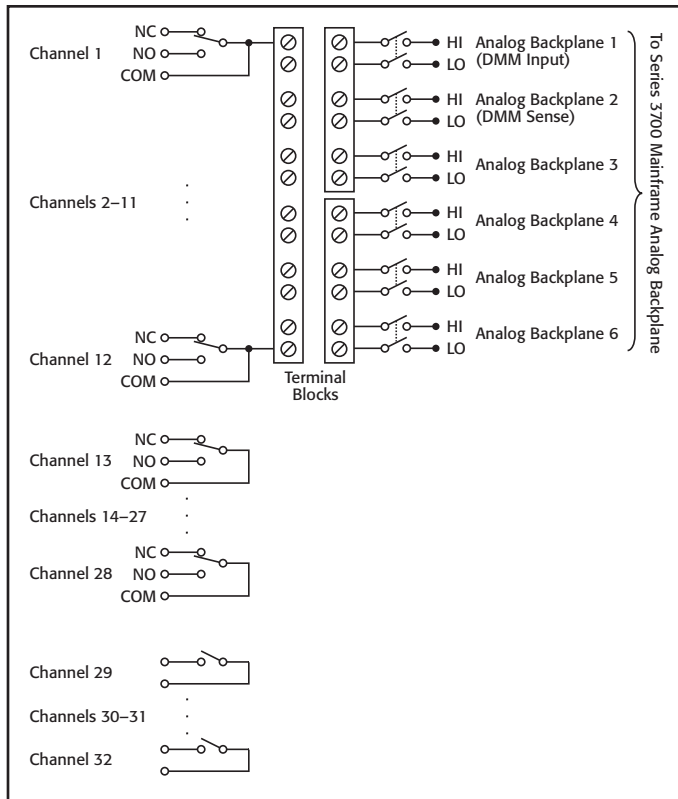 NC
Channel 1
NO
COM
Channels 2–11
NC
Channel 12
NO
COM
Terminal
Blocks
HI
LO
Analog Backplane 1
(DMM Input)
HI
LO
Analog Backplane 2
(DMM Sense)
HI
LO
Analog Backplane 3
HI
LO
Analog Backplane 4
HI
LO
Analog Backplane 5
HI
LO
Analog Backplane 6
To Series 3700 Mainframe Analog Backplane
NC
Channel 13
NO
COM
Channels 14–27
NC
Channel 28
NO
COM
Channel 29
Channels 30–31
Channel 32